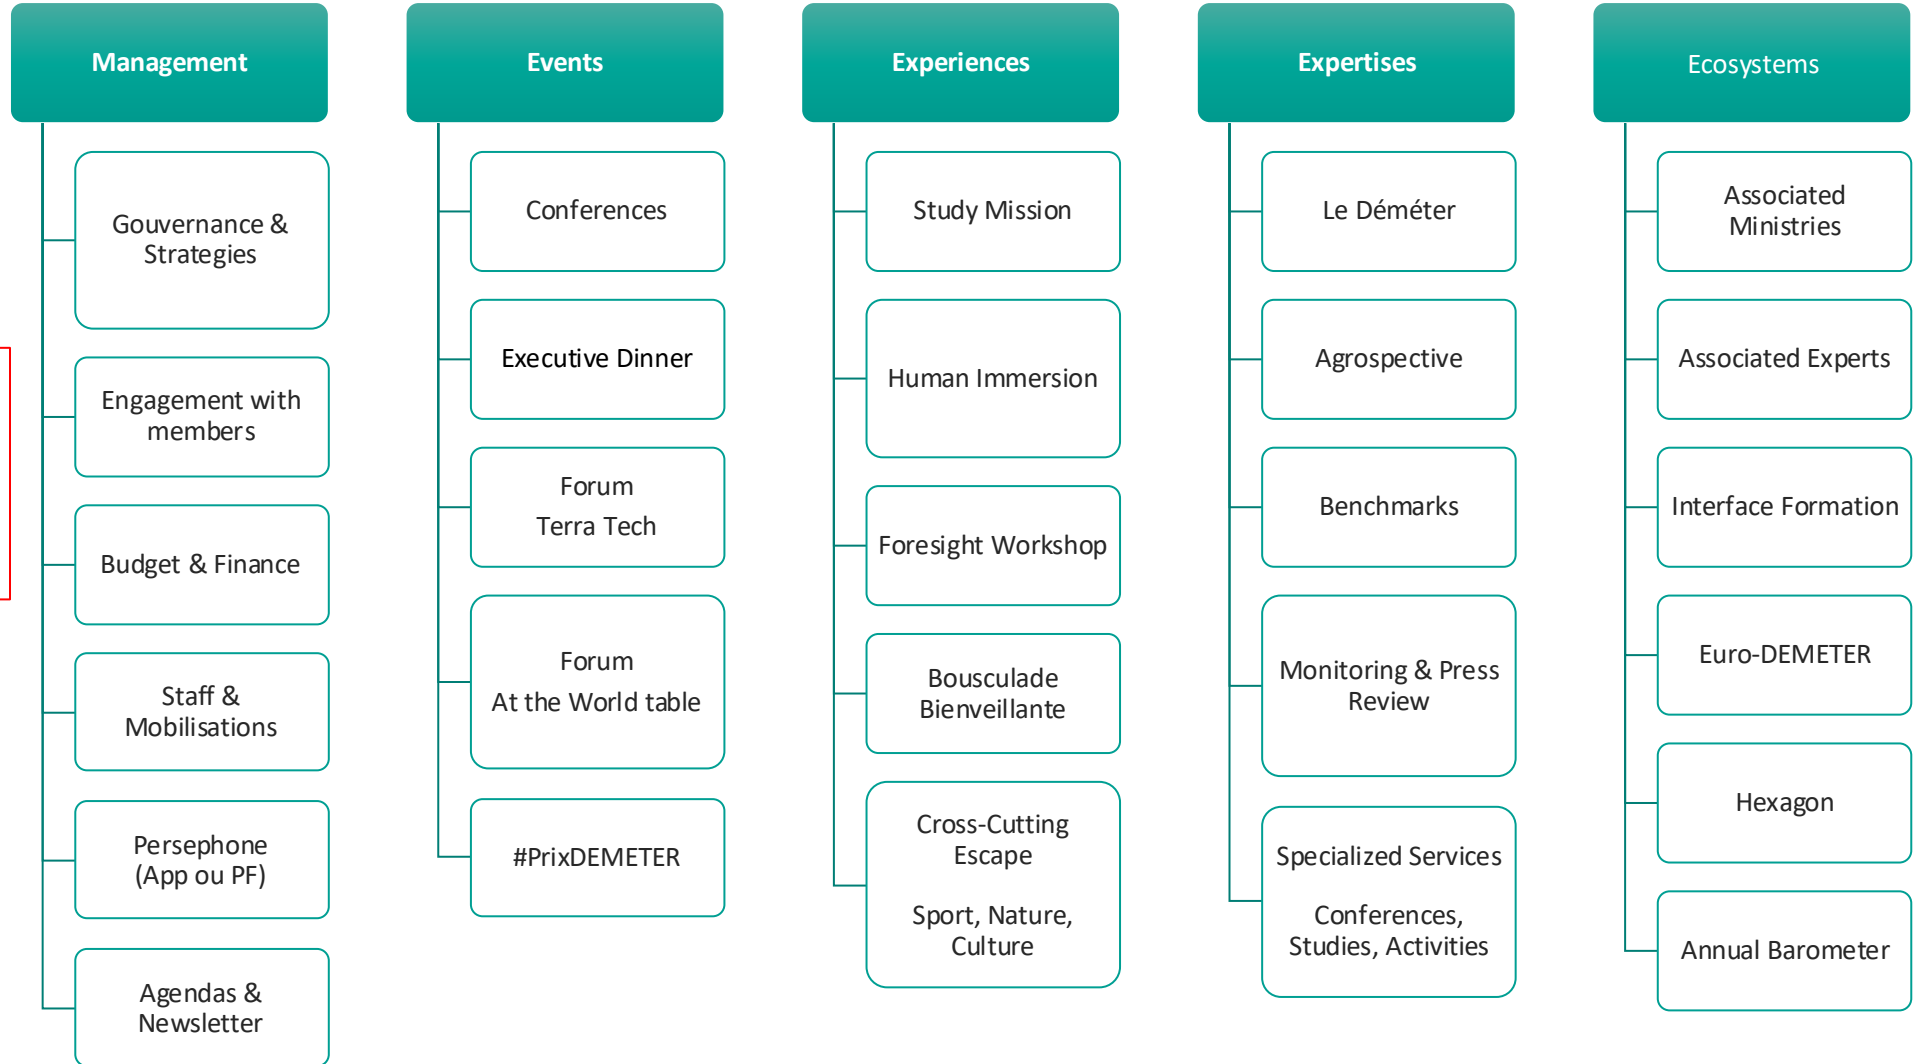 Management
Gouvernance &
Strategies
Engagement with
members
Budget & Finance
Staff &
Mobilisations
Persephone
(App ou PF)
Agendas &
Newsletter
Events
Conferences
Executive Dinner
Forum
Terra Tech
Forum
At the World table
#PrixDEMETER
Experiences
Study Mission
Human Immersion
Foresight Workshop
Bousculade
Bienveillante
Cross-Cutting
Escape
Sport, Nature,
Culture
Expertises
Le Déméter
Agrospective
Benchmarks
Monitoring & Press
Review
Specialized Services
Conferences,
Studies, Activities
Ecosystems
Associated
Ministries
Associated Experts
Interface Formation
Euro-DEMETER
Hexagon
Annual Barometer